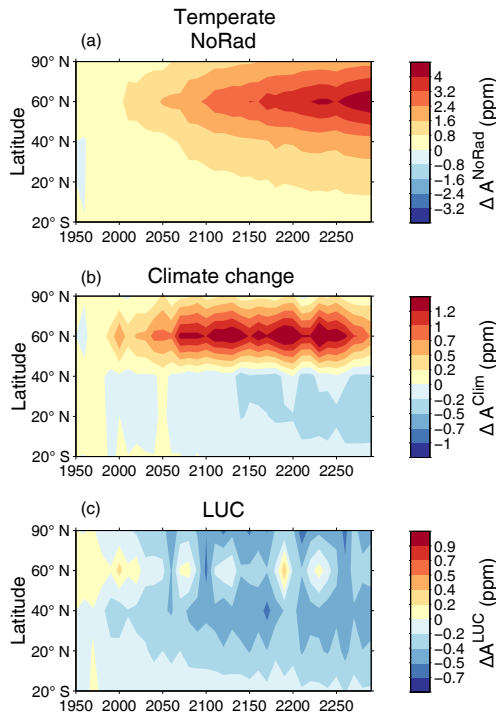 Temperate
NoRad
(a)
90° N
60° N
40° N
20° N
20° S
Latitude
1950 2000 2050 2100 2150 2200 2250
4
3.2
2.4
1.6
0.8
0
−0.8
−1.6
−2.4
−3.2
Δ A^NoRad (ppm)
(b)
Climate change
90° N
60° N
40° N
20° N
20° S
Latitude
1950 2000 2050 2100 2150 2200 2250
1.2
1
0.7
0.5
0.2
0
−0.2
−0.5
−0.7
−1
Δ A^Clim (ppm)
(c)
LUC
90° N
60° N
40° N
20° N
20° S
Latitude
1950 2000 2050 2100 2150 2200 2250
0.9
0.7
0.5
0.4
0.2
0
−0.2
−0.4
−0.5
−0.7
ΔA^LUC (ppm)